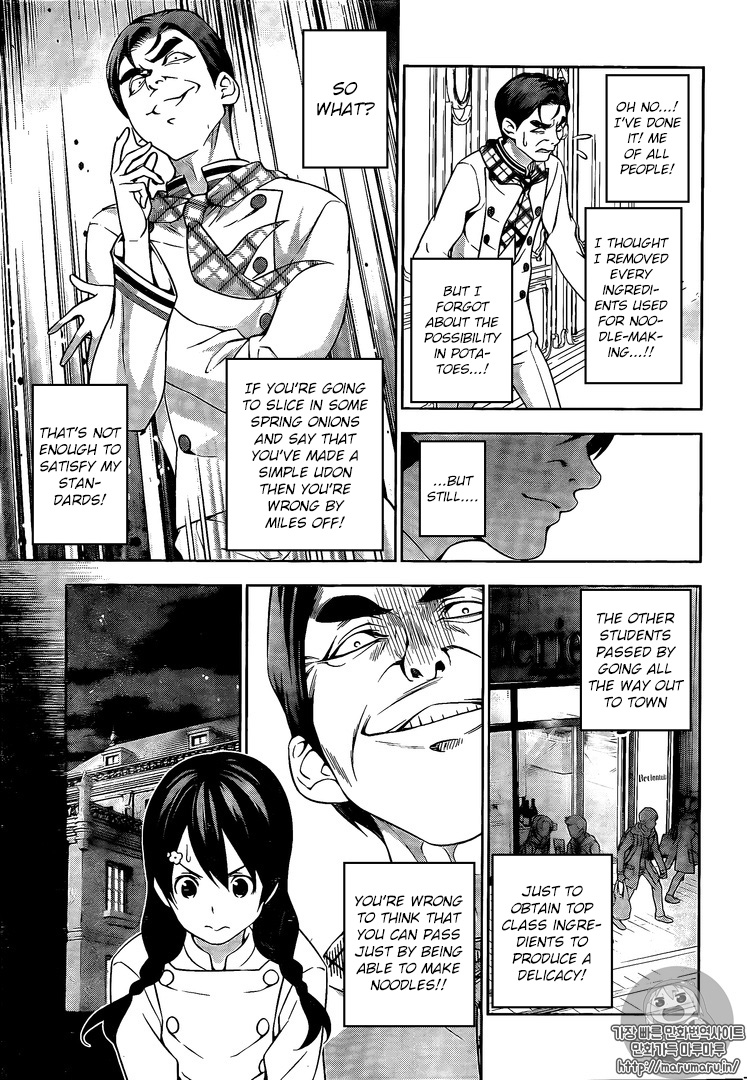 OH NO...!
I'VE DONE
IT! ME
OF ALL
PEOPLE!
I THOUGHT
I REMOVED
EVERY
INGREDI-
ENTS USED
FOR NOO-
DLE-MAK-
ING...!!
BUT I
FORGOT
ABOUT THE
POSSIBILITY
IN POTA-
TOES...!
...BUT
STILL....
SO
WHAT?
IF YOU'RE GOING
TO SLICE IN SOME
SPRING ONIONS
AND SAY THAT
YOU'VE MADE A
SIMPLE UDON
THEN YOU'RE
WRONG BY
MILES OFF!
THAT'S NOT
ENOUGH TO
SATISFY MY
STAN-
DARDS!
THE OTHER
STUDENTS
PASSED BY
GOING ALL
THE WAY OUT
TO TOWN
JUST TO
OBTAIN TOP
CLASS INGRE-
DIENTS TO
PRODUCE A
DELICACY!
YOU'RE WRONG
TO THINK THAT
YOU CAN PASS
JUST BY BEING
ABLE TO MAKE
NOODLES!!
가장 빠른 만화번역사이트
만화가득 마루마루
http://marumaru.in/